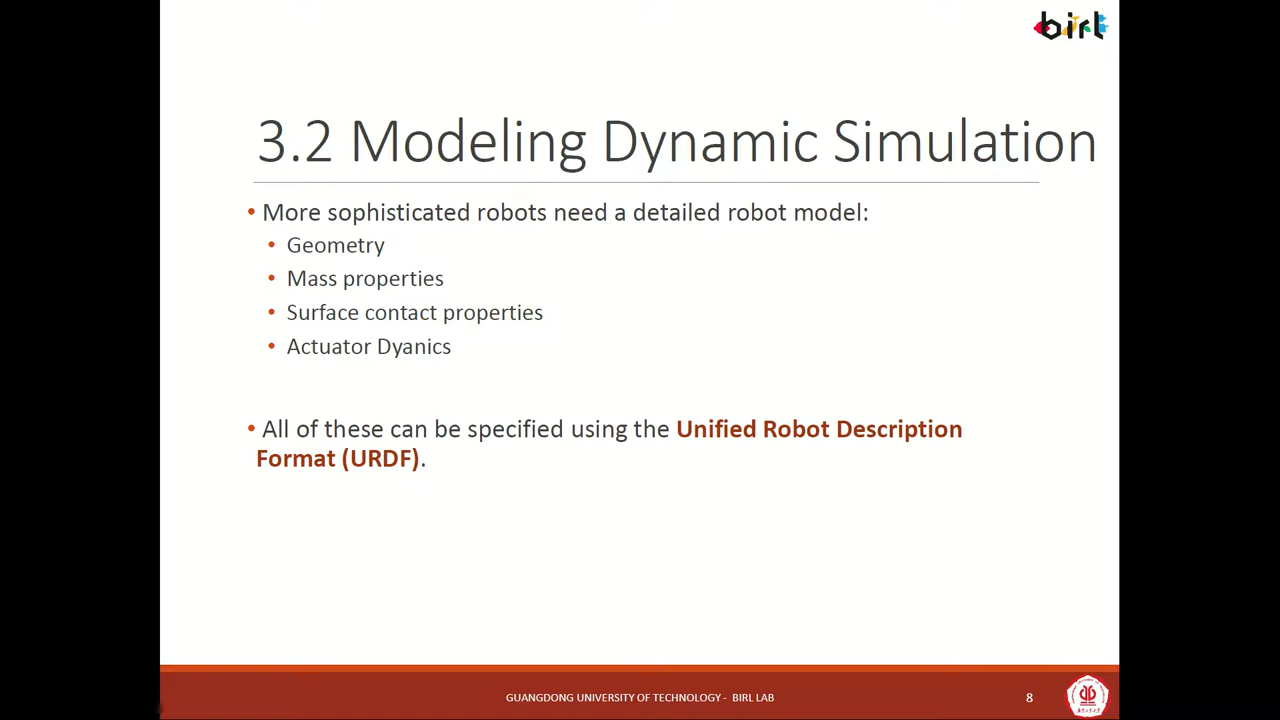 birl
3.2 Modeling Dynamic Simulation
• More sophisticated robots need a detailed robot model:
• Geometry
• Mass properties
• Surface contact properties
• Actuator Dyanics
• All of these can be specified using the Unified Robot Description
Format (URDF).
GUANGDONG UNIVERSITY OF TECHNOLOGY - BIRL LAB
8